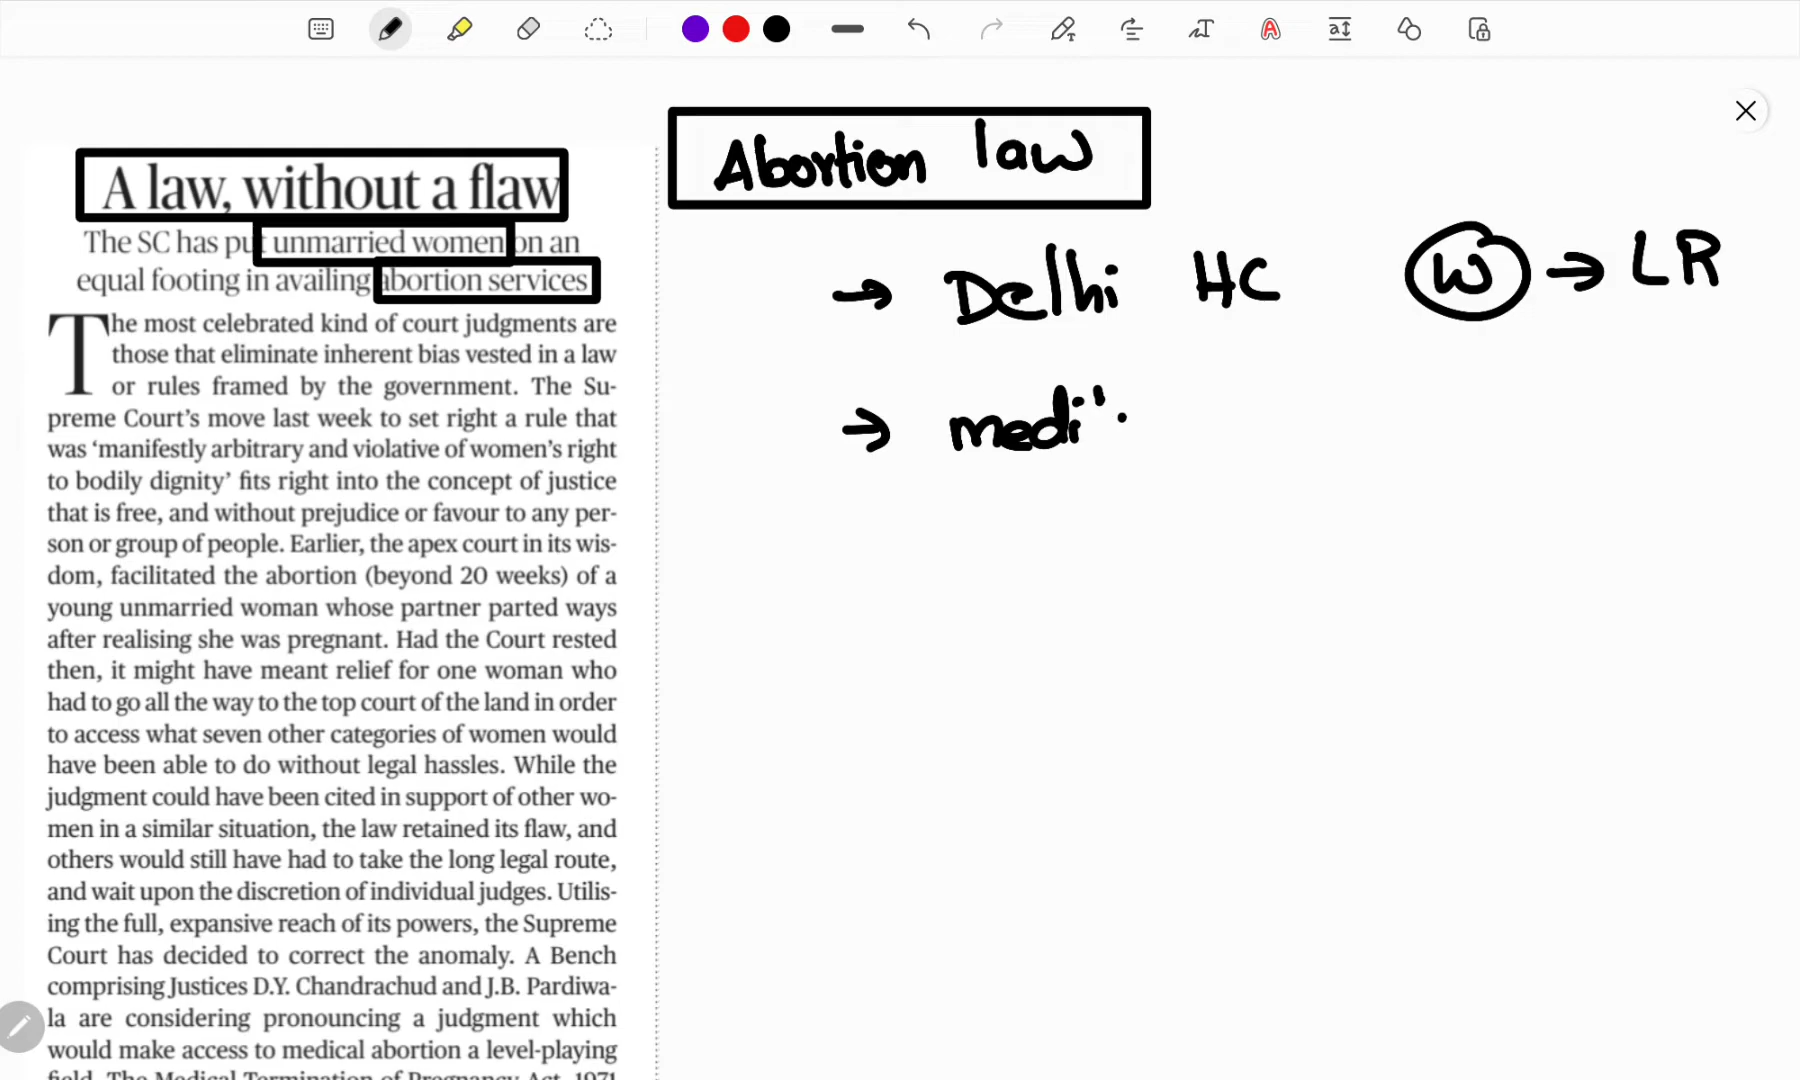 A law, without a flaw
The SC has put unmarried women on an
equal footing in availing abortion services
The most celebrated kind of court judgments are
those that eliminate inherent bias vested in a law
or rules framed by the government. The Su-
preme Court's move last week to set right a rule that
was 'manifestly arbitrary and violative of women's right
to bodily dignity' fits right into the concept of justice
that is free, and without prejudice or favour to any per-
son or group of people. Earlier, the apex court in its wis-
dom, facilitated the abortion (beyond 20 weeks) of a
young unmarried woman whose partner parted ways
after realising she was pregnant. Had the Court rested
then, it might have meant relief for one woman who
had to go all the way to the top court of the land in order
to access what seven other categories of women would
have been able to do without legal hassles. While the
judgment could have been cited in support of other wo-
men in a similar situation, the law retained its flaw, and
others would still have had to take the long legal route,
and wait upon the discretion of individual judges. Utilis-
ing the full, expansive reach of its powers, the Supreme
Court has decided to correct the anomaly. A Bench
comprising Justices D.Y. Chandrachud and J.B. Pardiwa-
la are considering pronouncing a judgment which
would make access to medical abortion a level-playing
field. The Medical Termination of Pregnancy Act, 1971
Abortion law
→ Delhi HC
W → LR
→ medi